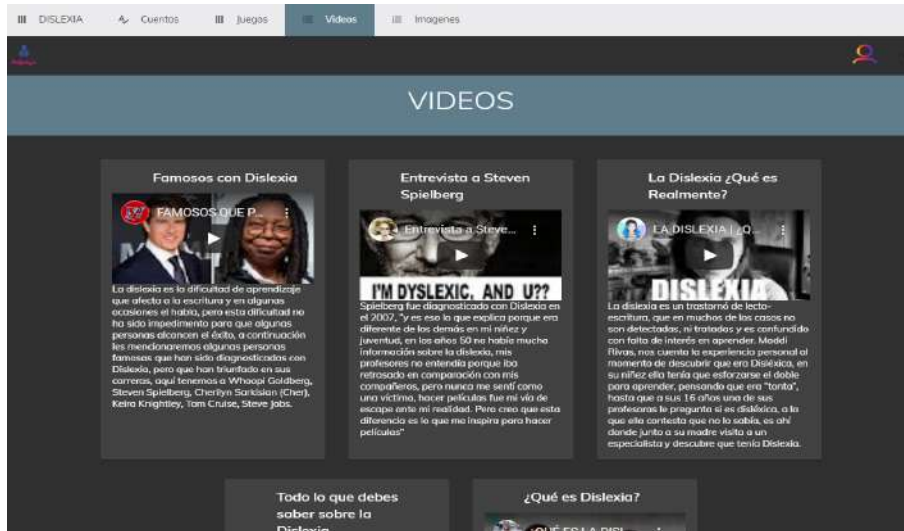 DISLEXIA
Cuentos
Juegos
Videos
Imagenes
VIDEOS
Famosos con Dislexia
FAMOSOS QUE P...
La dislexia es la dificultad de aprendizaje
que afecta a la escritura y en algunas
ocasiones el habla, pero esta dificultad no
ha sido impedimento para que algunas
personas alcancen el éxito, a continuación
les mencionaremos algunas personas
famosas que han sido diagnosticadas con
Dislexia, pero que han triunfado en sus
carreras, aquí tenemos a Whoopi Goldberg,
Steven Spielberg, Cherilyn Sarkisian (Cher),
Keira Knightley, Tom Cruise, Steve Jobs.
Entrevista a Steven
Spielberg
Entrevista a Steve...
I'M DYSLEXIC, AND U??
Spielberg fue diagnosticado con Dislexia en
el 2007, "y es eso lo que explica porque era
diferente de los demás en mi niñez y
juventud, en los años 50 no había mucha
información sobre la dislexia, mis
profesores no entendía porque iba
retrasado en comparación con mis
compañeros, pero nunca me sentí como
una víctima, hacer películas fue mi vía de
escape ante mi realidad. Pero creo que esta
diferencia es lo que me inspira para hacer
películas"
La Dislexia ¿Qué es
Realmente?
LA DISLEXIA | ¿Q...
DISLEXIA
La dislexia es un trastornó de lecto-
escritura, que en muchos de los casos no
son detectadas, ni tratadas y es confundido
con falta de interés en aprender. Maddi
Rivas, nos cuenta la experiencia personal al
momento de descubrir que era Disléxica, en
su niñez ella tenía que esforzarse el doble
para aprender, pensando que era "tonta",
hasta que a sus 16 años una de sus
profesoras le pregunta si es disléxica, a lo
que ella contesta que no lo sabía, es ahí
donde junto a su madre visita a un
especialista y descubre que tenía Dislexia.
Todo lo que debes
saber sobre la
Dislexia
¿Qué es Dislexia?
¿QUÉ ES LA DISL...